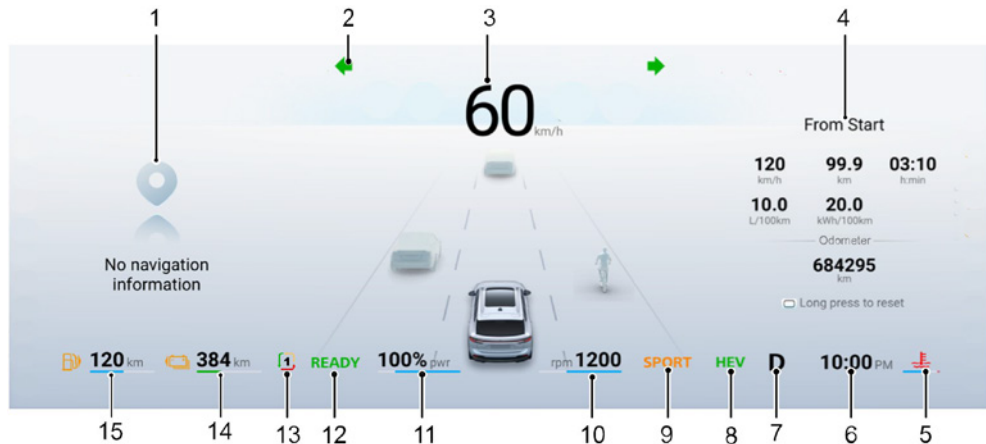 1
2
3
4
60 km/h
From Start
120 99.9 03:10
km/h km h:min
10.0 20.0
L/100km kWh/100km
Odometer
684295
km
Long press to reset
No navigation
information
120 km 384 km 1 READY 100% pwr rpm 1200 SPORT HEV D 10:00 PM
15 14 13 12 11 10 9 8 7 6 5